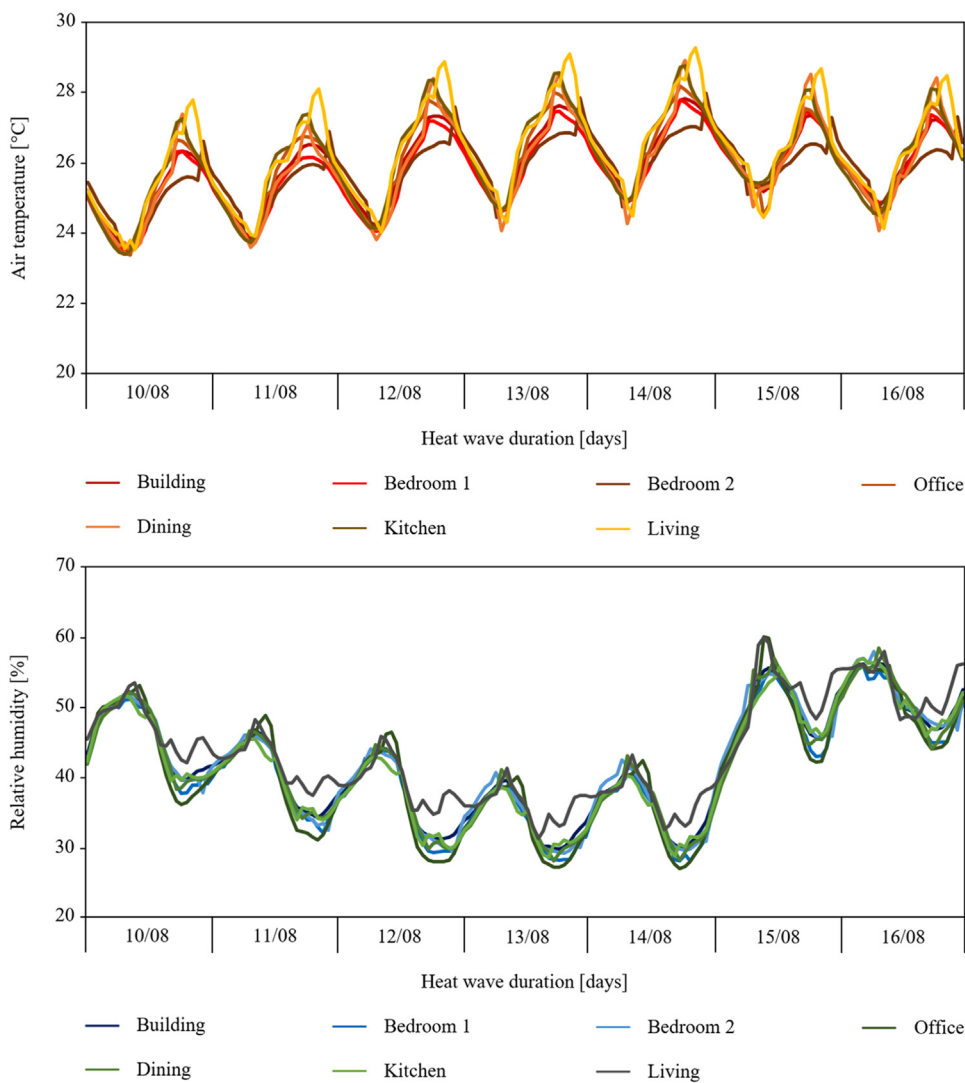 30
28
26
24
22
20
Air temperature [°C]
10/08 11/08 12/08 13/08 14/08 15/08 16/08
Heat wave duration [days]
Building Bedroom 1 Bedroom 2 Office
Dining Kitchen Living
70
60
50
40
30
20
Relative humidity [%]
10/08 11/08 12/08 13/08 14/08 15/08 16/08
Heat wave duration [days]
Building Bedroom 1 Bedroom 2 Office
Dining Kitchen Living